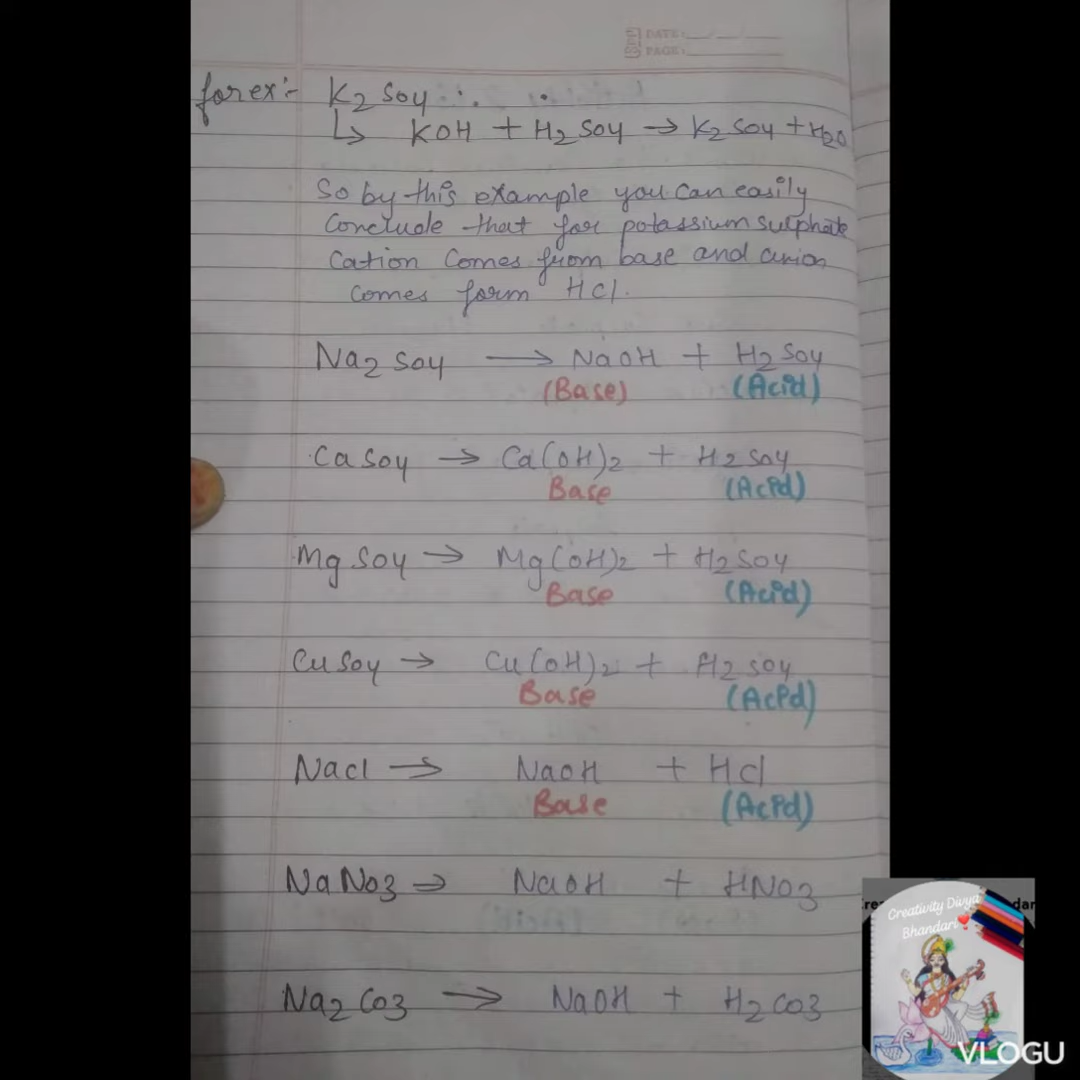 DATE:
PAGE:
for ex:- K2 SO4 ∴.
↳ KOH + H2 SO4 → K2 SO4 + H2O
So by this example you can easily
Conclude that for potassium sulphate
Cation Comes from base and anion
Comes form HCl.
Na2 SO4 → NaOH + H2 SO4
(Base) (Acid)
Ca SO4 → Ca(OH)2 + H2 SO4
Base (Acid)
Mg SO4 → Mg(OH)2 + H2 SO4
Base (Acid)
Cu SO4 → Cu(OH)2 + H2 SO4
Base (Acid)
NaCl → NaOH + HCl
Base (Acid)
NaNO3 → NaOH + HNO3
Na2 CO3 → NaOH + H2 CO3
Creativity Divya
Bhandari
VLOGU